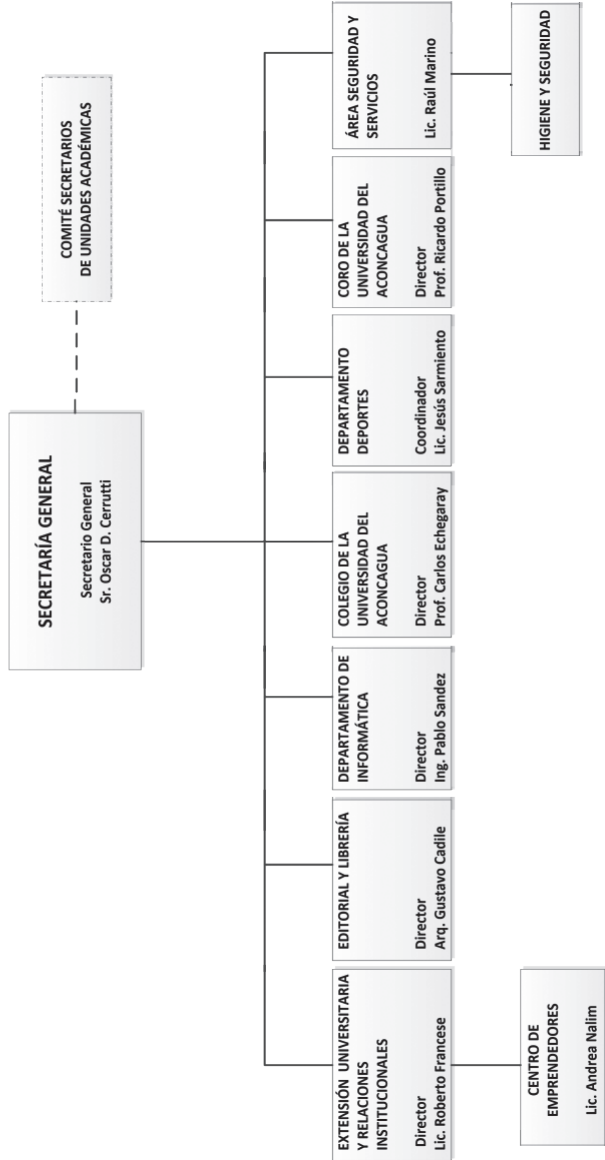 SECRETARÍA GENERAL
Secretario General
Sr. Oscar D. Cerrutti
COMITÉ SECRETARIOS
DE UNIDADES ACADÉMICAS
EXTENSIÓN UNIVERSITARIA
Y RELACIONES
INSTITUCIONALES
Director
Lic. Roberto Francese
EDITORIAL Y LIBRERÍA
Director
Arq. Gustavo Cadile
DEPARTAMENTO DE
INFORMÁTICA
Director
Ing. Pablo Sandez
COLEGIO DE LA
UNIVERSIDAD DEL
ACONCAGUA
Director
Prof. Carlos Echegaray
DEPARTAMENTO
DEPORTES
Coordinador
Lic. Jesús Sarmiento
CORO DE LA
UNIVERSIDAD DEL
ACONCAGUA
Director
Prof. Ricardo Portillo
ÁREA SEGURIDAD Y
SERVICIOS
Lic. Raúl Marino
CENTRO DE
EMPRENDEDORES
Lic. Andrea Nalim
HIGIENE Y SEGURIDAD